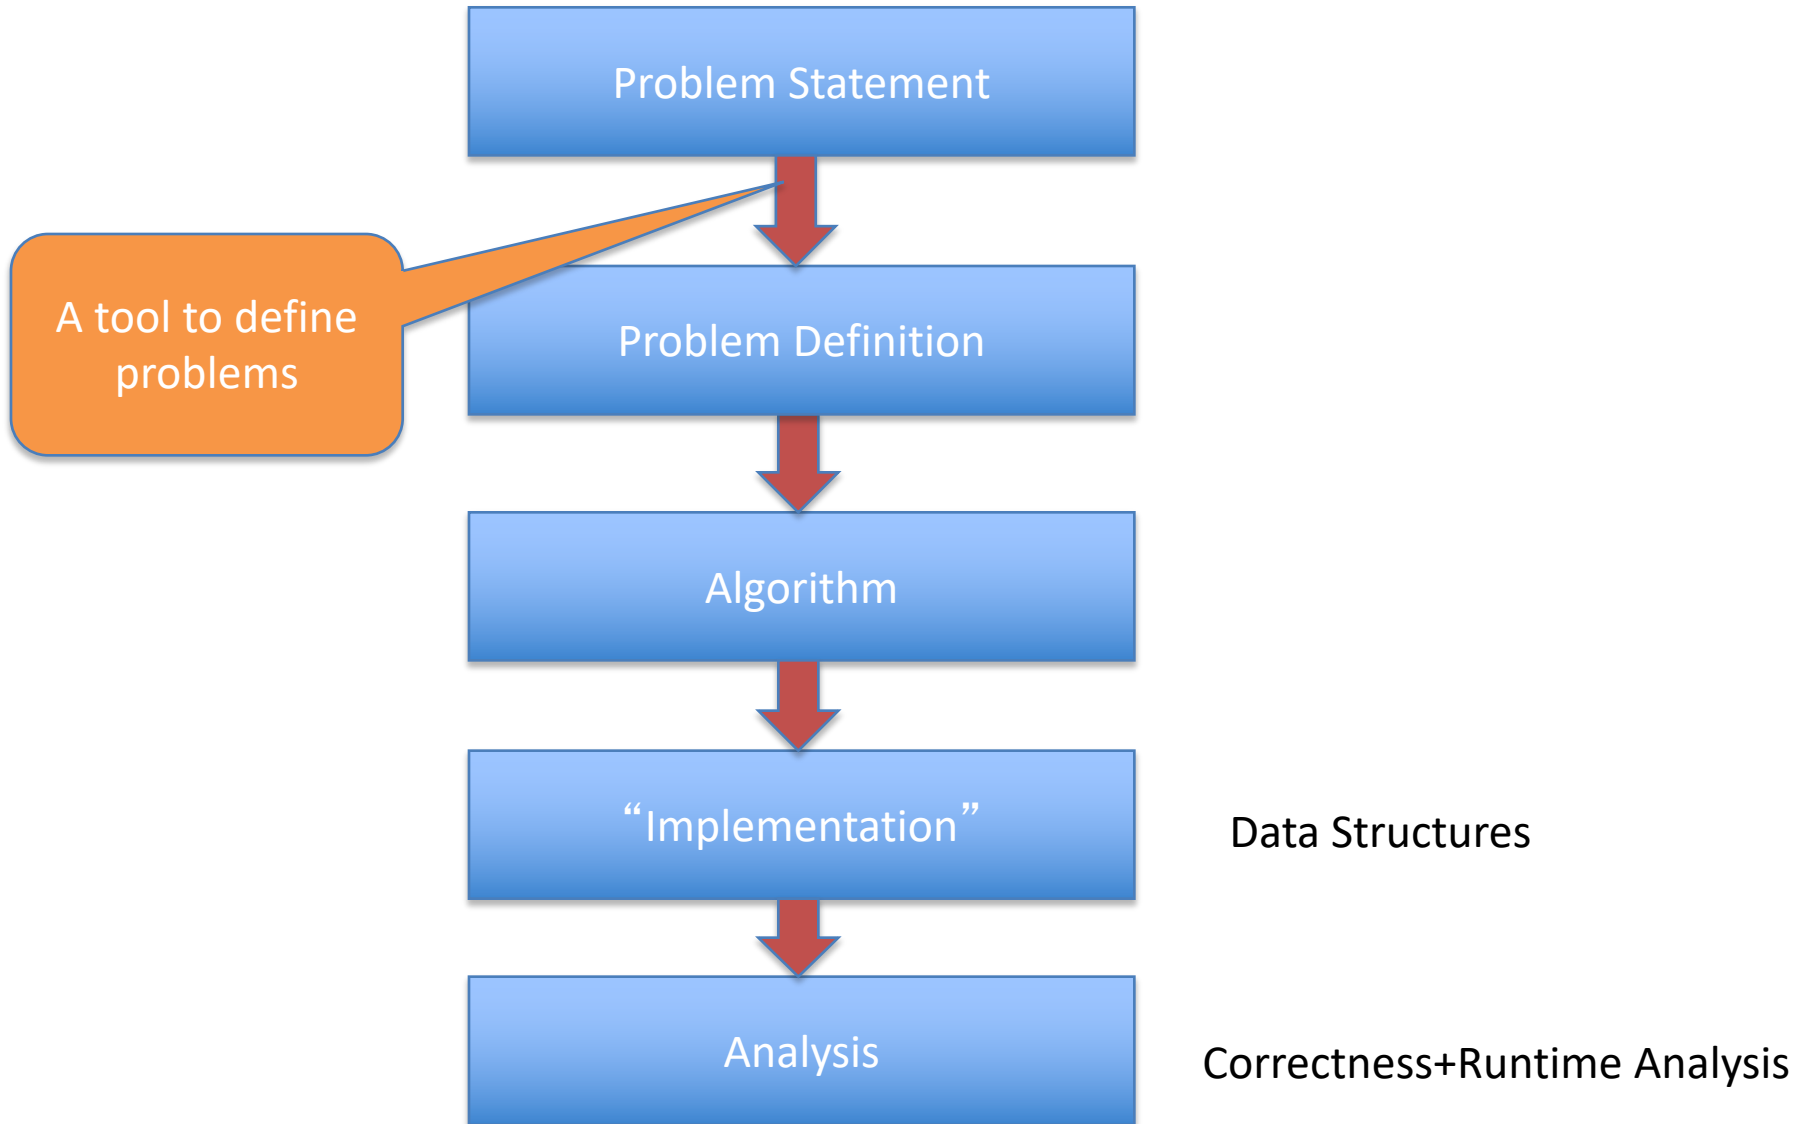 Problem Statement
A tool to define
problems
Problem Definition
Algorithm
“Implementation”
Data Structures
Analysis
Correctness+Runtime Analysis